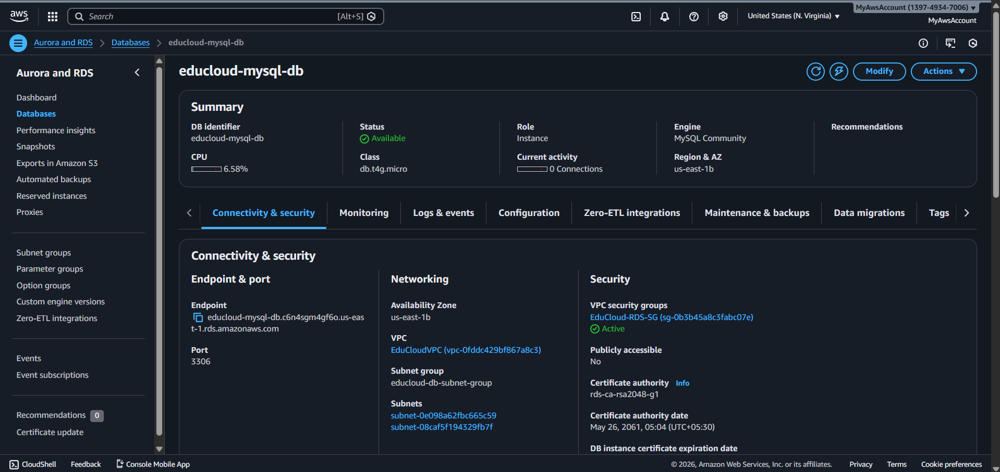 aws
Search
[Alt+S]
United States (N. Virginia)
MyAwsAccount (1397-4934-7006)
MyAwsAccount
Aurora and RDS
Databases
educloud-mysql-db
Aurora and RDS
Dashboard
Databases
Performance insights
Snapshots
Exports in Amazon S3
Automated backups
Reserved instances
Proxies
Subnet groups
Parameter groups
Option groups
Custom engine versions
Zero-ETL integrations
Events
Event subscriptions
Recommendations 0
Certificate update
educloud-mysql-db
Modify
Actions
Summary
DB identifier
educloud-mysql-db
Status
Available
Role
Instance
Engine
MySQL Community
Recommendations
CPU
6.58%
Class
db.t4g.micro
Current activity
0 Connections
Region & AZ
us-east-1b
Connectivity & security
Monitoring
Logs & events
Configuration
Zero-ETL integrations
Maintenance & backups
Data migrations
Tags
Connectivity & security
Endpoint & port
Endpoint
educloud-mysql-db.c6n4sgm4gf6o.us-eas
t-1.rds.amazonaws.com
Port
3306
Networking
Availability Zone
us-east-1b
VPC
EduCloudVPC (vpc-0fddc429bf867a8c3)
Subnet group
educloud-db-subnet-group
Subnets
subnet-0e098a62fbc665c59
subnet-08caf5f194329fb7f
Security
VPC security groups
EduCloud-RDS-SG (sg-0b3b45a8c3fabc07e)
Active
Publicly accessible
No
Certificate authority Info
rds-ca-rsa2048-g1
Certificate authority date
May 26, 2061, 05:04 (UTC+05:30)
DB instance certificate expiration date
CloudShell
Feedback
Console Mobile App
© 2026, Amazon Web Services, Inc. or its affiliates.
Privacy
Terms
Cookie preferences